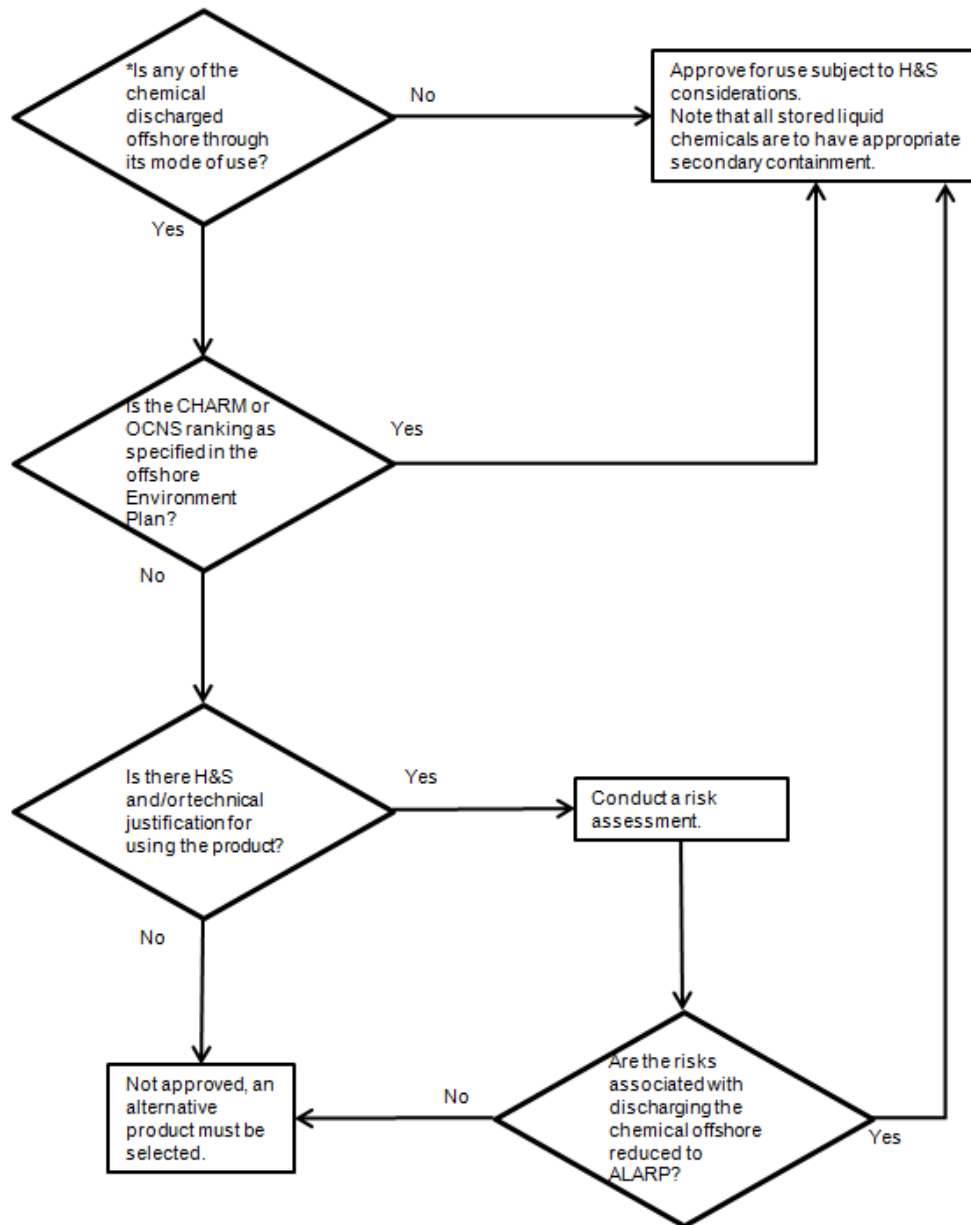 *Is any of the
chemical
discharged
offshore through
its mode of use?
No
Approve for use subject to H&S
considerations.
Note that all stored liquid
chemicals are to have appropriate
secondary containment.
Yes
Is the CHARM or
OCNS ranking as
specified in the
offshore
Environment
Plan?
Yes
No
Is there H&S
and/or technical
justification for
using the product?
Yes
Conduct a risk
assessment.
No
Not approved, an
alternative
product must be
selected.
No
Are the risks
associated with
discharging the
chemical offshore
reduced to
ALARP?
Yes